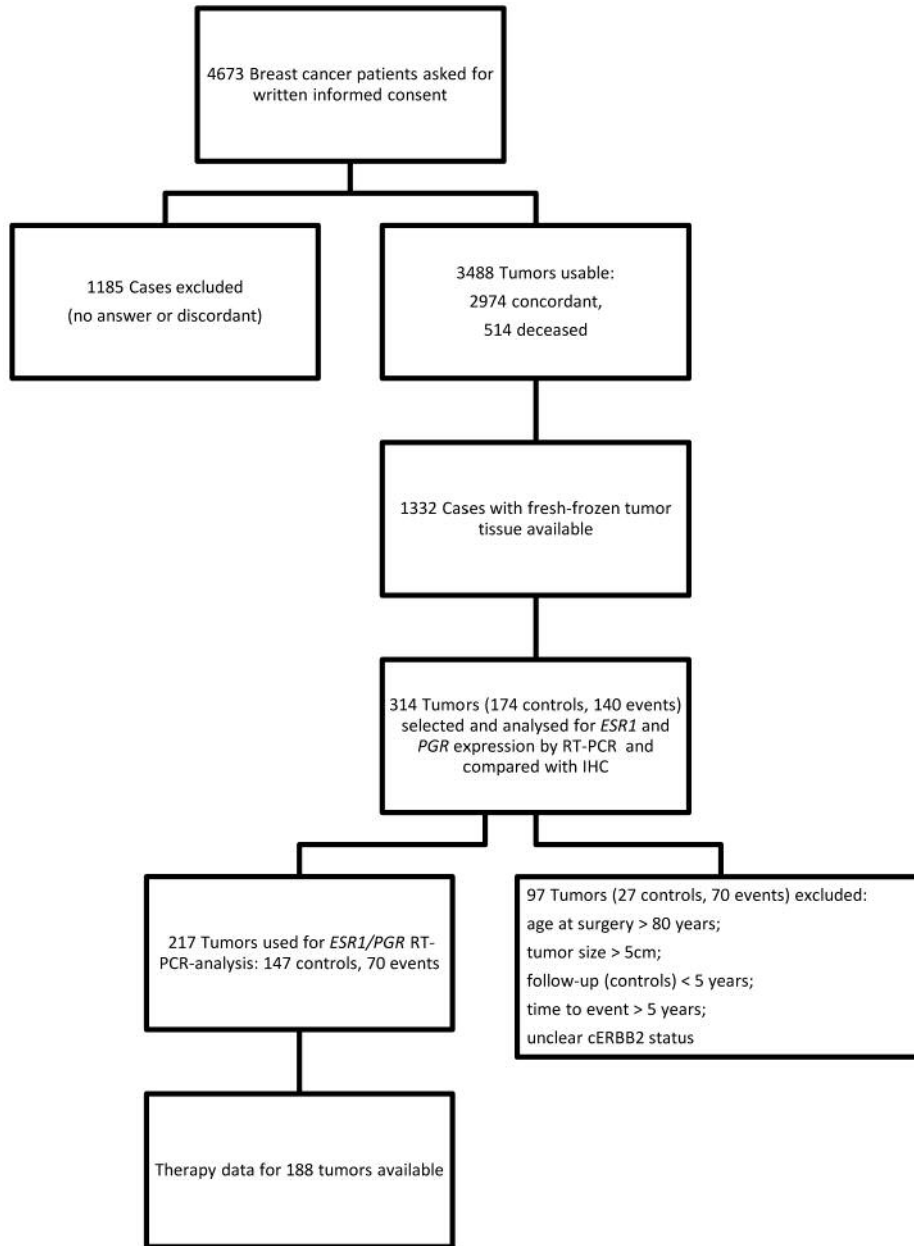 4673 Breast cancer patients asked for
written informed consent
1185 Cases excluded
(no answer or discordant)
3488 Tumors usable:
2974 concordant,
514 deceased
1332 Cases with fresh-frozen tumor
tissue available
314 Tumors (174 controls, 140 events)
selected and analysed for ESR1 and
PGR expression by RT-PCR and
compared with IHC
217 Tumors used for ESR1/PGR RT-
PCR-analysis: 147 controls, 70 events
97 Tumors (27 controls, 70 events) excluded:
age at surgery > 80 years;
tumor size > 5cm;
follow-up (controls) < 5 years;
time to event > 5 years;
unclear cERBB2 status
Therapy data for 188 tumors available